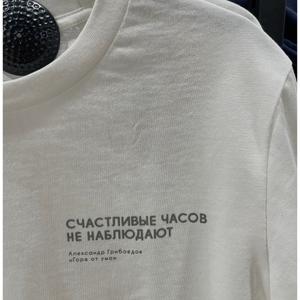 СЧАСТЛИВЫЕ ЧАСОВ
НЕ НАБЛЮДАЮТ
Александр Грибоедов
«Горе от ума»